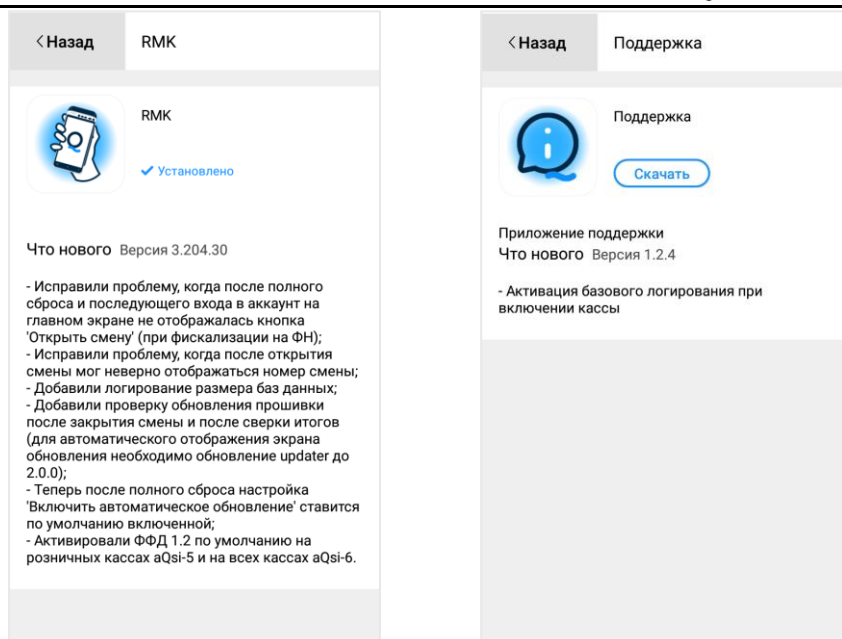 Назад
RMK
RMK
Установлено
Что нового Версия 3.204.30
- Исправили проблему, когда после полного
сброса и последующего входа в аккаунт на
главном экране не отображалась кнопка
'Открыть смену' (при фискализации на ФН);
- Исправили проблему, когда после открытия
смены мог неверно отображаться номер смены;
- Добавили логирование размера баз данных;
- Добавили проверку обновления прошивки
после закрытия смены и после сверки итогов
(для автоматического отображения экрана
обновления необходимо обновление updater до
2.0.0);
- Теперь после полного сброса настройка
'Включить автоматическое обновление' ставится
по умолчанию включенной;
- Активировали ФФД 1.2 по умолчанию на
розничных кассах aQsi-5 и на всех кассах aQsi-6.
Назад
Поддержка
Поддержка
Скачать
Приложение поддержки
Что нового Версия 1.2.4
- Активация базового логирования при
включении кассы